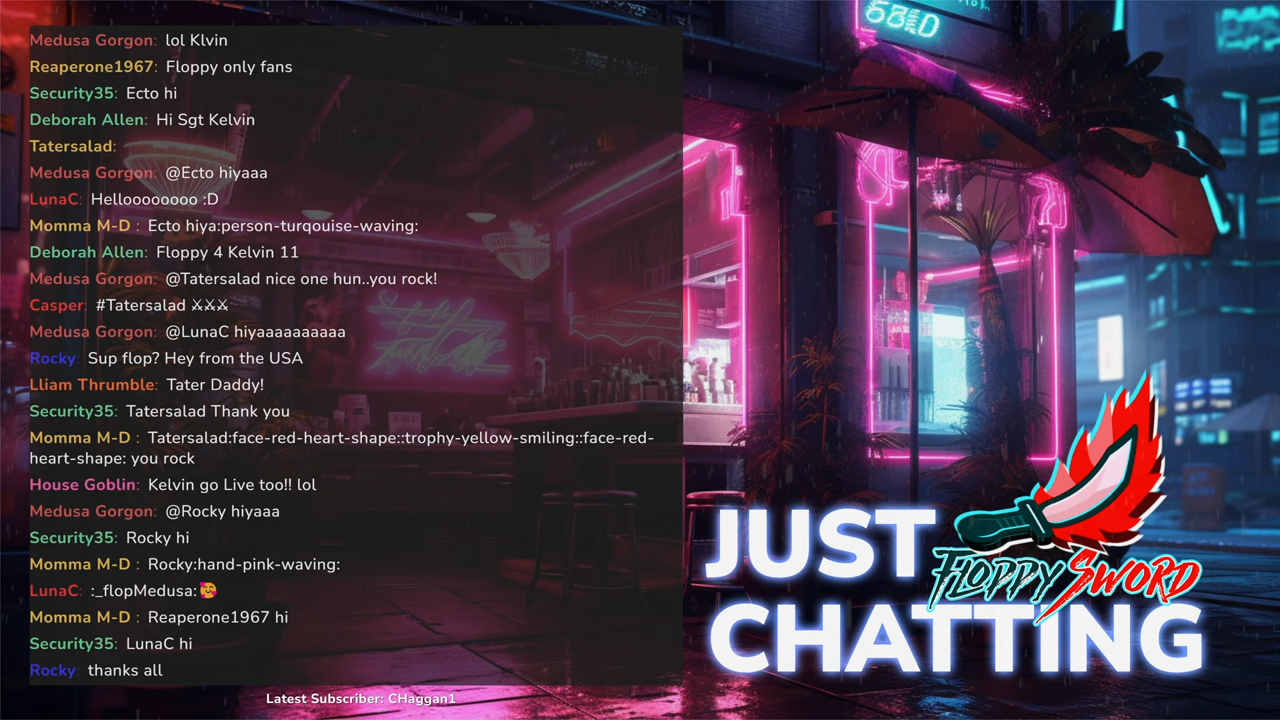 Medusa Gorgon: lol Klvin
Reaperone1967: Floppy only fans
Security35: Ecto hi
Deborah Allen: Hi Sgt Kelvin
Tatersalad:
Medusa Gorgon: @Ecto hiyaaa
LunaC: Helloooooooo :D
Momma M-D : Ecto hiya:person-turqouise-waving:
Deborah Allen: Floppy 4 Kelvin 11
Medusa Gorgon: @Tatersalad nice one hun..you rock!
Casper: #Tatersalad ⚔⚔⚔
Medusa Gorgon: @LunaC hiyaaaaaaaaaa
Rocky: Sup flop? Hey from the USA
Lliam Thrumble: Tater Daddy!
Security35: Tatersalad Thank you
Momma M-D : Tatersalad:face-red-heart-shape::trophy-yellow-smiling::face-red-
heart-shape: you rock
House Goblin: Kelvin go Live too!! lol
Medusa Gorgon: @Rocky hiyaaa
Security35: Rocky hi
Momma M-D : Rocky:hand-pink-waving:
LunaC: :_flopMedusa:🥰
Momma M-D : Reaperone1967 hi
Security35: LunaC hi
Rocky: thanks all
Latest Subscriber: CHaggan1
JUST
FLOPPY SWORD
CHATTING